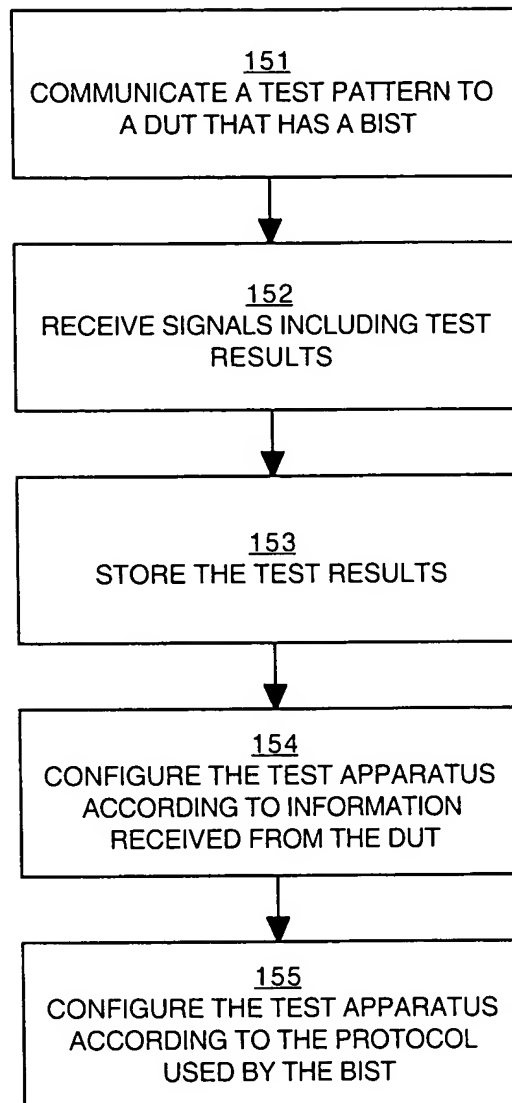 151
COMMUNICATE A TEST PATTERN TO
A DUT THAT HAS A BIST
152
RECEIVE SIGNALS INCLUDING TEST
RESULTS
153
STORE THE TEST RESULTS
154
CONFIGURE THE TEST APPARATUS
ACCORDING TO INFORMATION
RECEIVED FROM THE DUT
155
CONFIGURE THE TEST APPARATUS
ACCORDING TO THE PROTOCOL
USED BY THE BIST